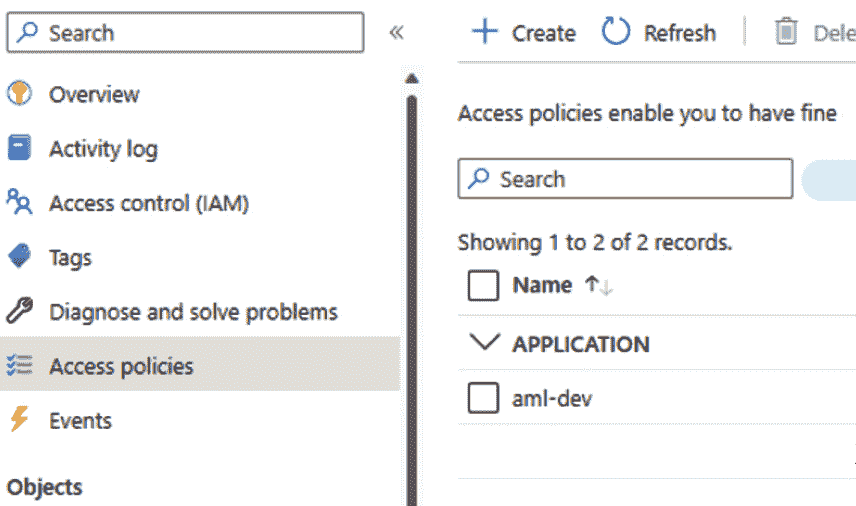 Search
Overview
Activity log
Access control (IAM)
Tags
Diagnose and solve problems
Access policies
Events
Objects
Create Refresh
Access policies enable you to have fine
Search
Showing 1 to 2 of 2 records.
Name
APPLICATION
aml-dev